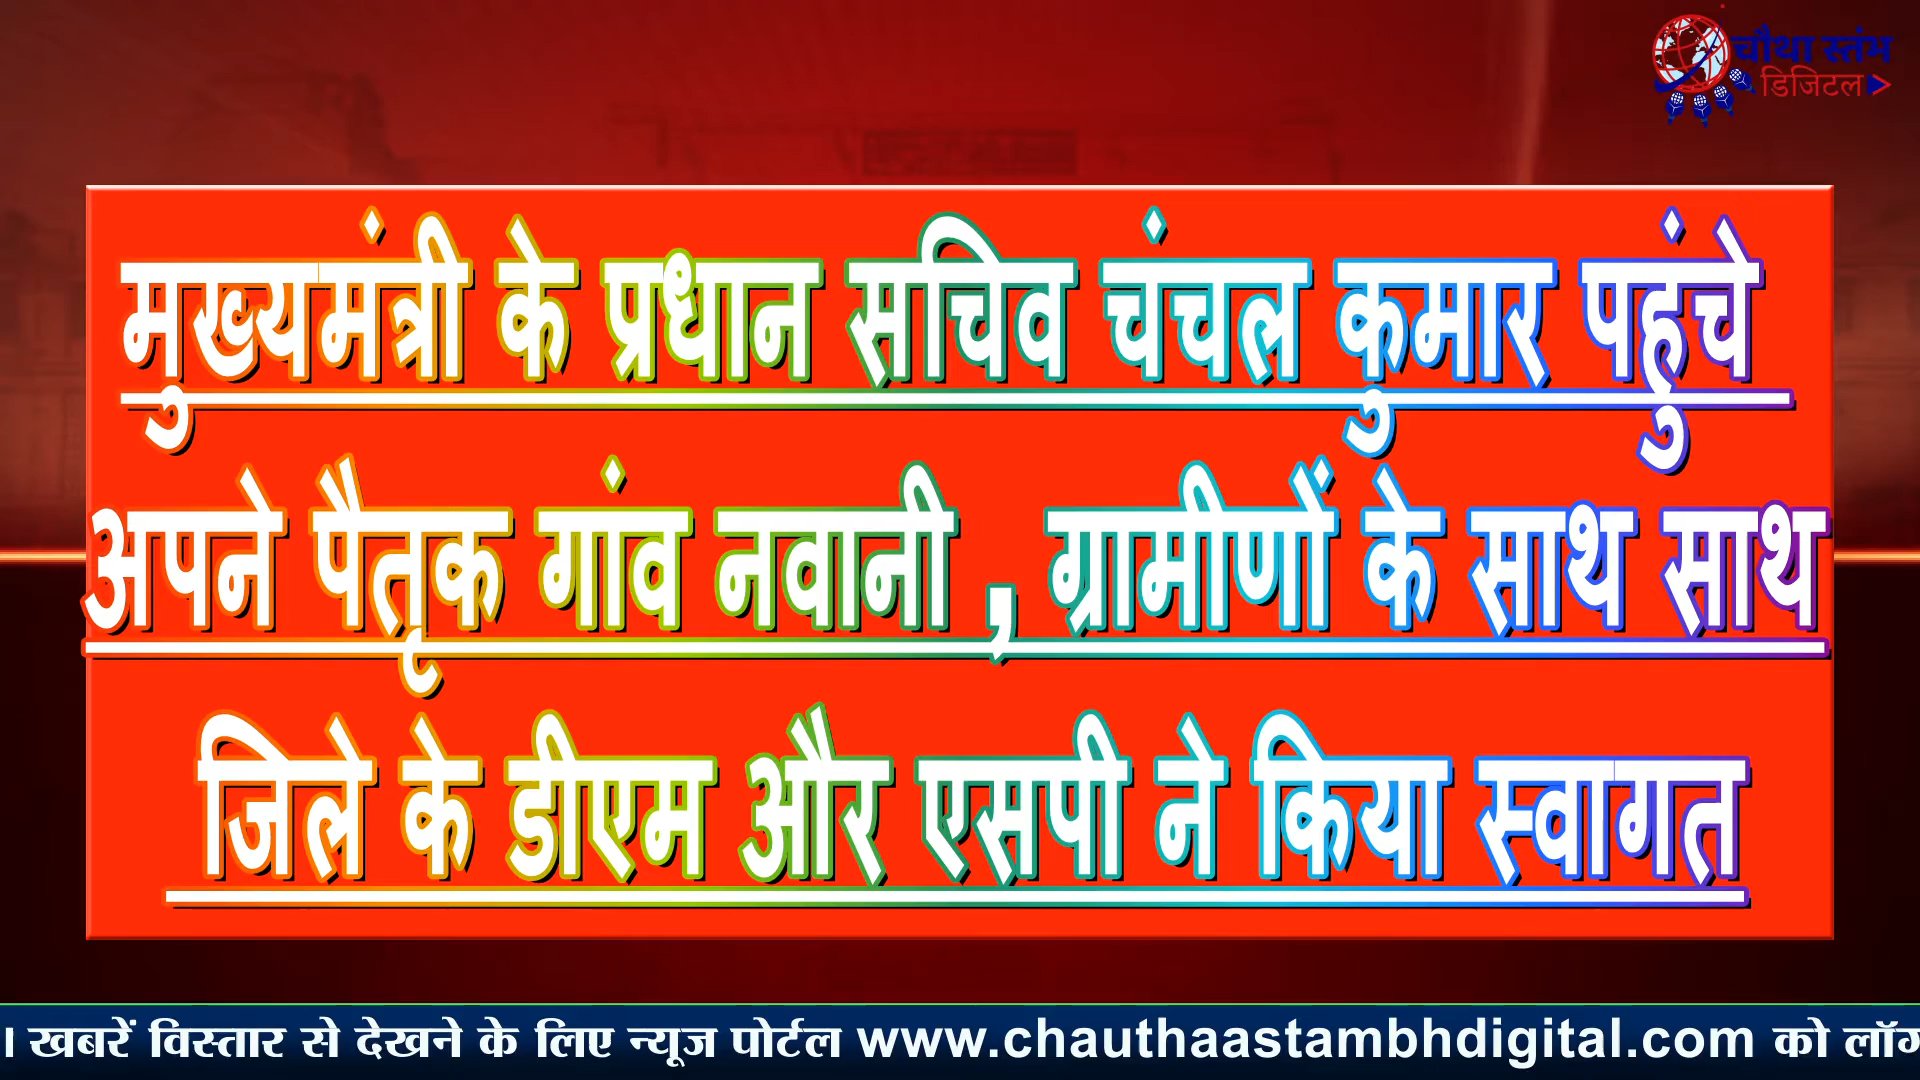 चौथा स्तंभ
डिजिटल
मुख्यमंत्री के प्रधान सचिव चंचल कुमार पहुंचे
अपने पैतृक गांव नवानी , ग्रामीणों के साथ साथ
जिले के डीएम और एसपी ने किया स्वागत
। खबरें विस्तार से देखने के लिए न्यूज पोर्टल www.chauthaastambhdigital.com को